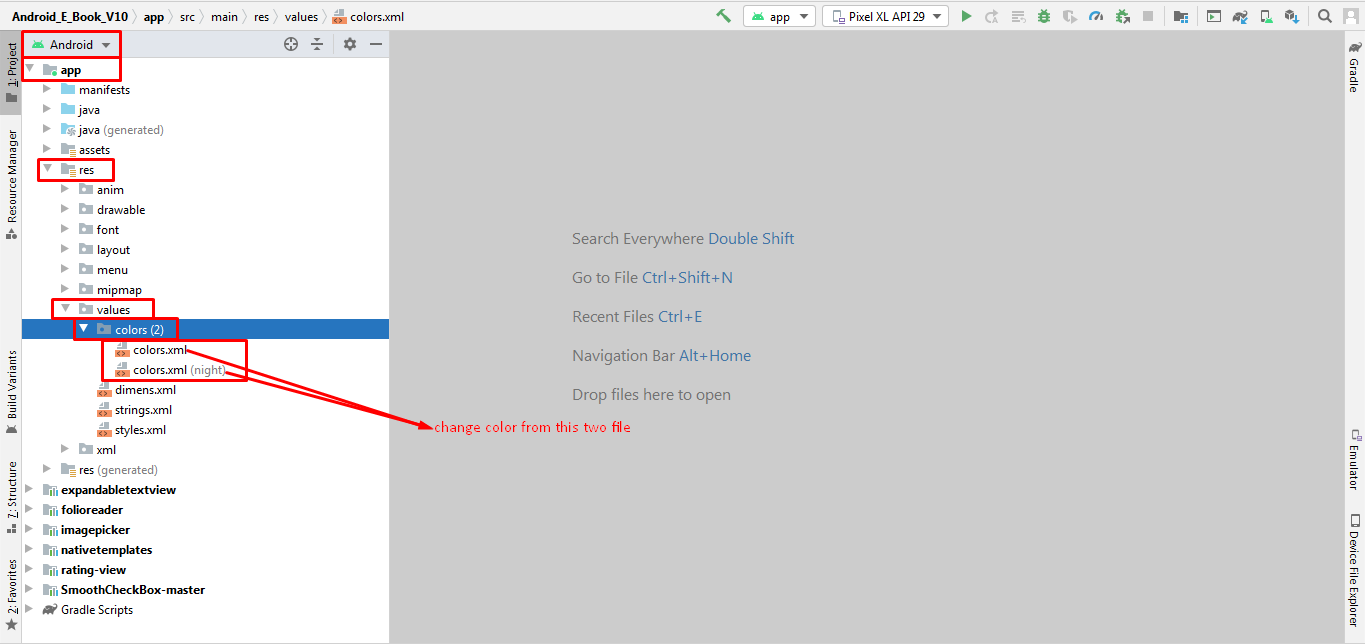 Android_E_Book_V10 app src main res values colors.xml
app Pixel XL API 29
1: Project
Resource Manager
Build Variants
7: Structure
2: Favorites
Android
app
manifests
java
java (generated)
assets
res
anim
drawable
font
layout
menu
mipmap
values
colors (2)
colors.xml
colors.xml (night)
dimens.xml
strings.xml
styles.xml
xml
res (generated)
expandabletextview
folioreader
imagepicker
nativetemplates
rating-view
SmoothCheckBox-master
Gradle Scripts
Search Everywhere Double Shift
Go to File Ctrl+Shift+N
Recent Files Ctrl+E
Navigation Bar Alt+Home
Drop files here to open
change color from this two file
Gradle
Emulator
Device File Explorer